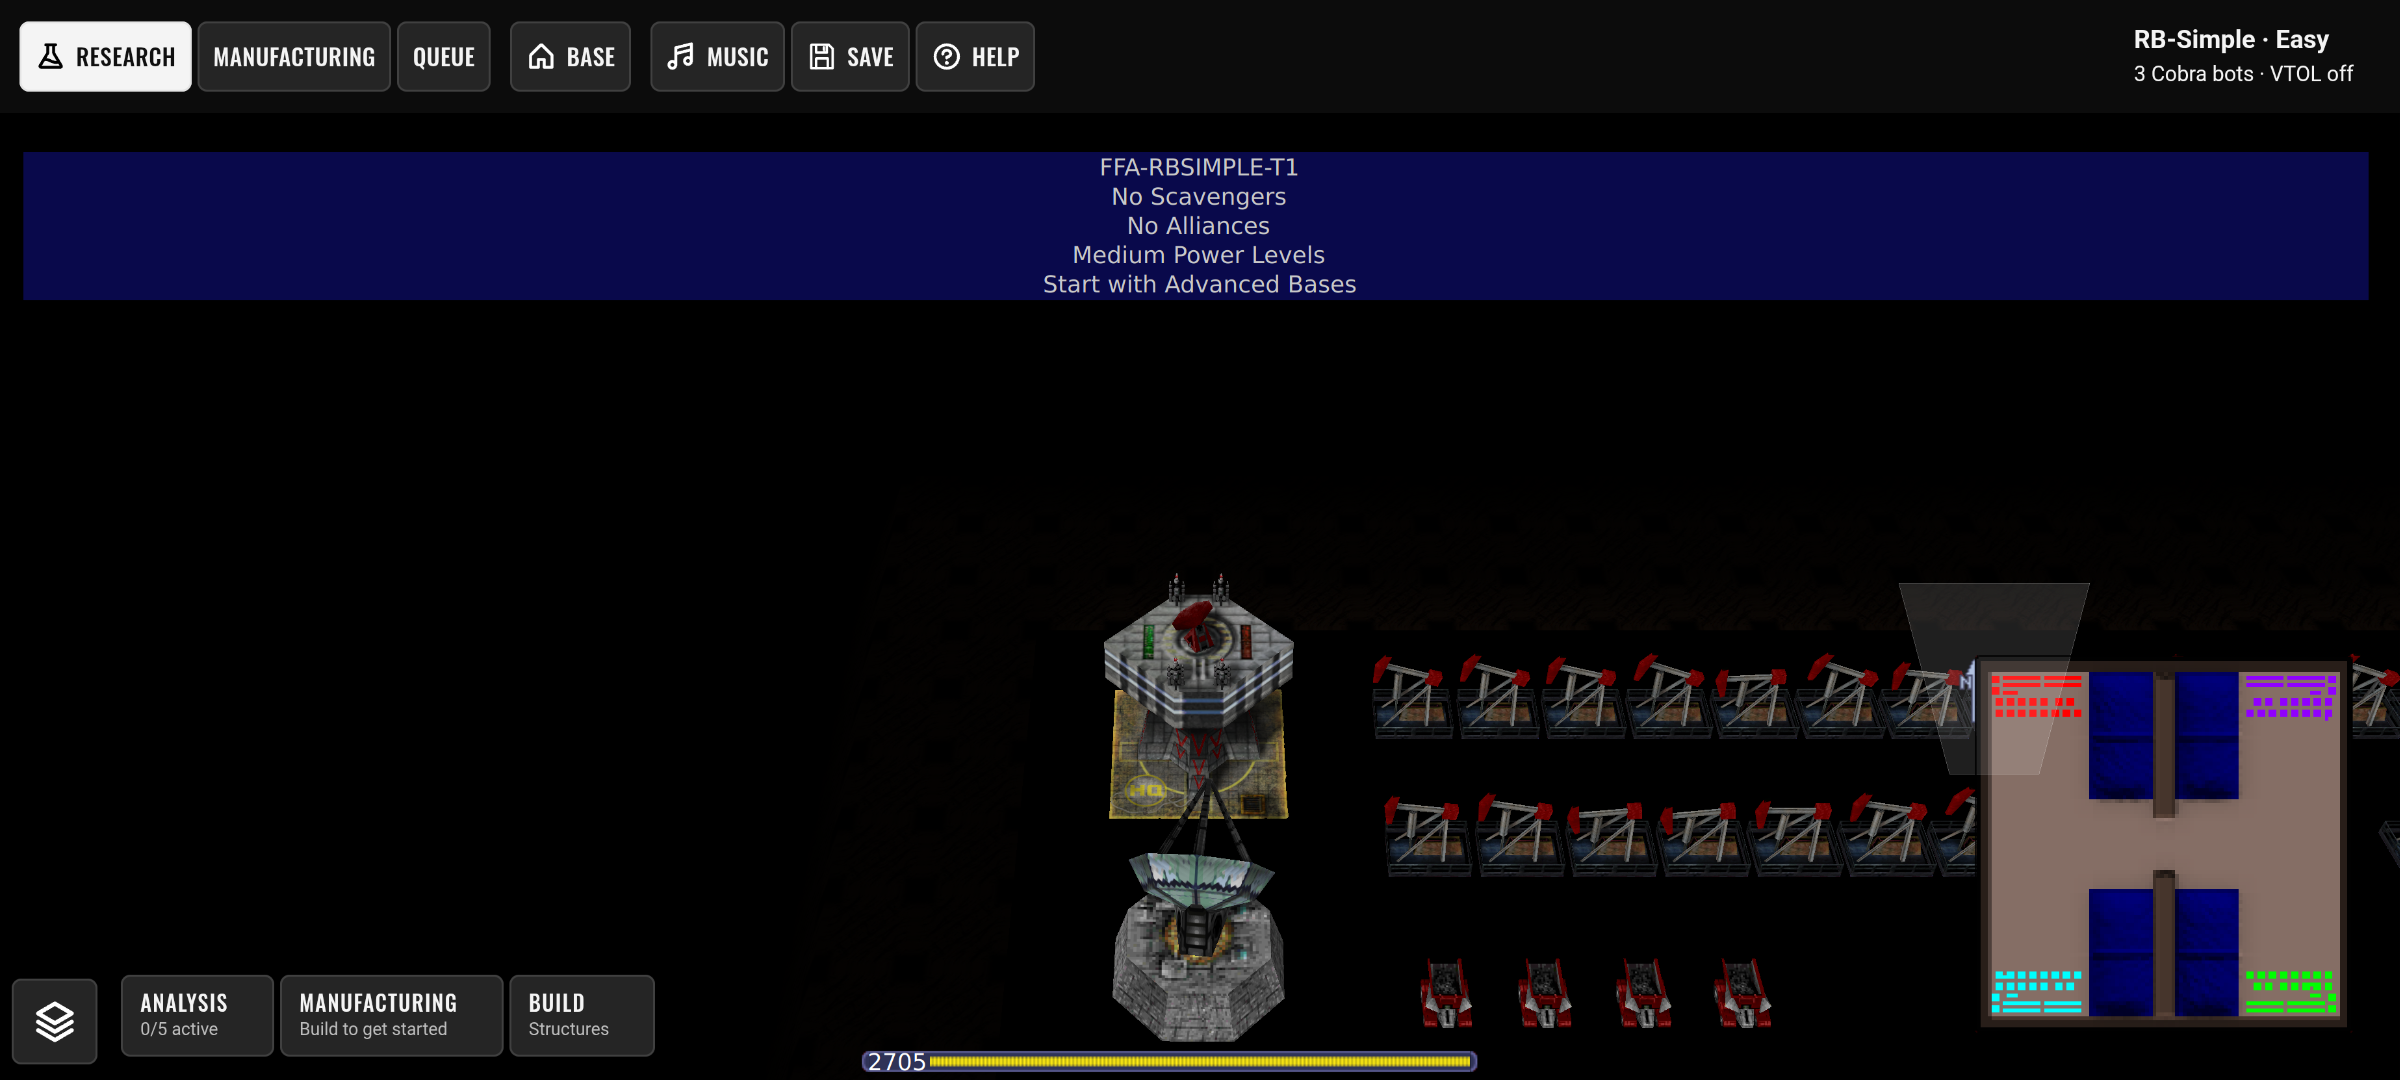 RESEARCH
MANUFACTURING
QUEUE
BASE
MUSIC
SAVE
HELP
RB-Simple · Easy
3 Cobra bots · VTOL off
FFA-RBSIMPLE-T1
No Scavengers
No Alliances
Medium Power Levels
Start with Advanced Bases
HQ
N
ANALYSIS
0/5 active
MANUFACTURING
Build to get started
BUILD
Structures
2705